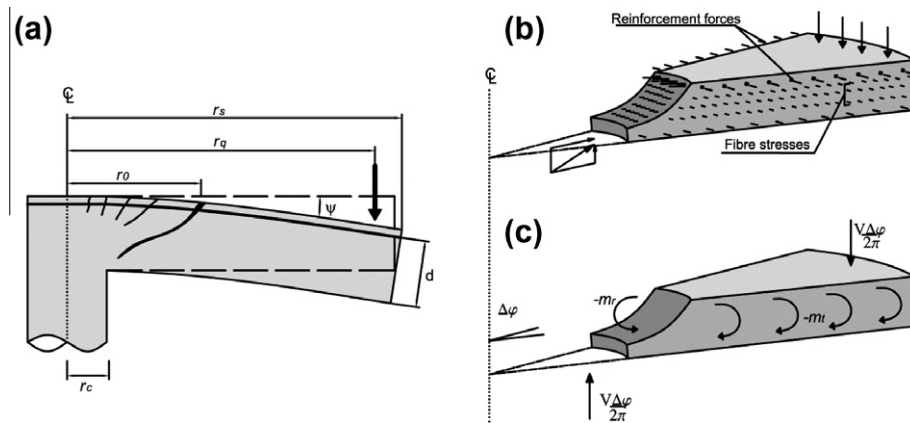 (a)
℄
r_s
r_q
r_0
ψ
d
r_c
(b)
Reinforcement forces
℄
Fibre stresses
(c)
VΔφ
2π
-m_r
-m_t
Δφ
VΔφ
2π